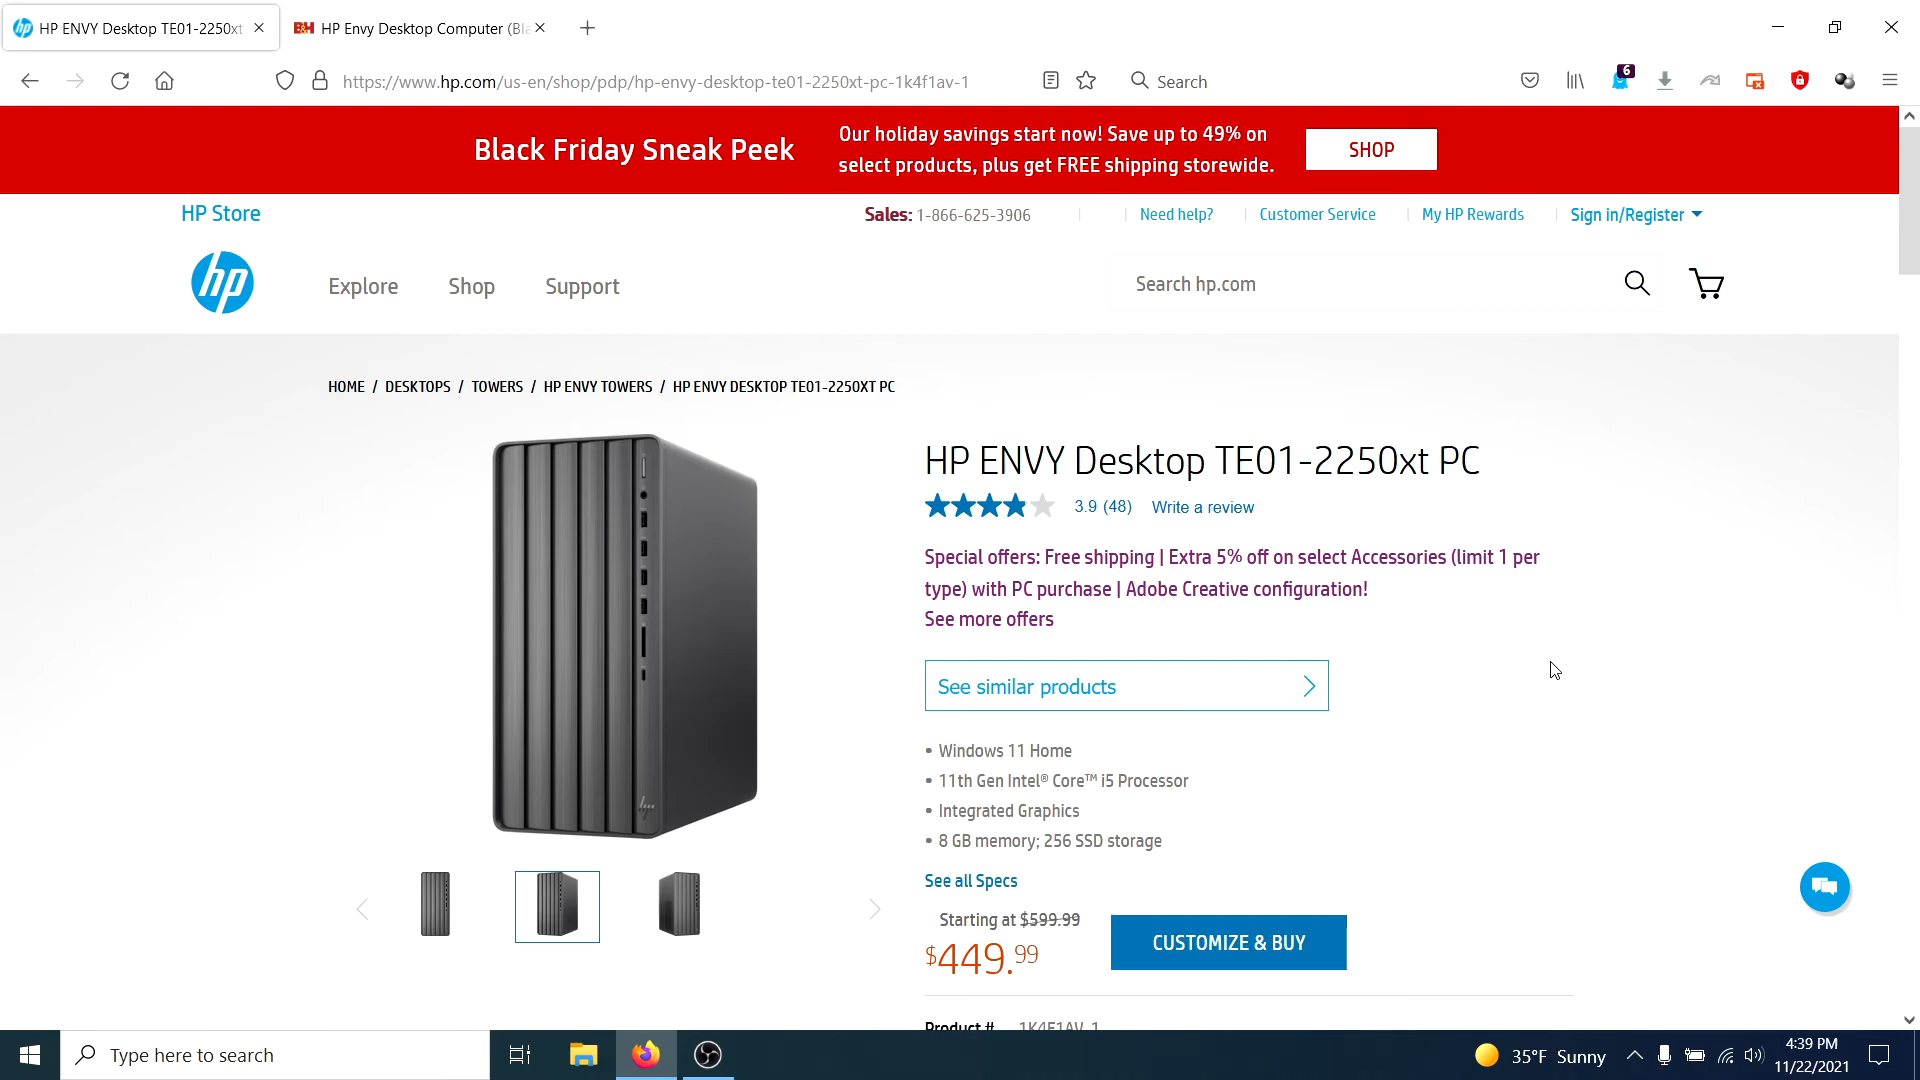 HP ENVY Desktop TE01-2250xt
B&H HP Envy Desktop Computer (Bla
https://www.hp.com/us-en/shop/pdp/hp-envy-desktop-te01-2250xt-pc-1k4f1av-1
Search
6
Black Friday Sneak Peek
Our holiday savings start now! Save up to 49% on
select products, plus get FREE shipping storewide.
SHOP
HP Store
Sales: 1-866-625-3906
Need help?
Customer Service
My HP Rewards
Sign in/Register
hp
Explore
Shop
Support
Search hp.com
HOME / DESKTOPS / TOWERS / HP ENVY TOWERS / HP ENVY DESKTOP TE01-2250XT PC
HP ENVY Desktop TE01-2250xt PC
3.9 (48) Write a review
Special offers: Free shipping | Extra 5% off on select Accessories (limit 1 per
type) with PC purchase | Adobe Creative configuration!
See more offers
See similar products
• Windows 11 Home
• 11th Gen Intel® Core™ i5 Processor
• Integrated Graphics
• 8 GB memory; 256 SSD storage
See all Specs
Starting at $599.99
$449.99
CUSTOMIZE & BUY
Product # 1K4F1AV_1
Type here to search
35°F Sunny
4:39 PM
11/22/2021